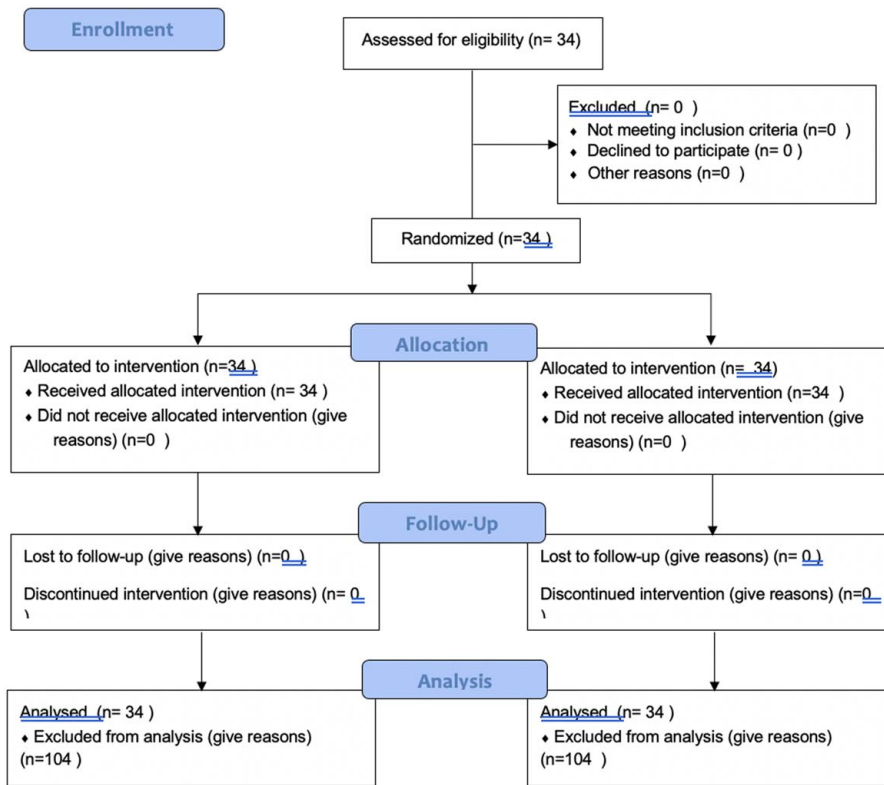 Enrollment
Assessed for eligibility (n= 34)
Excluded (n= 0 )
♦ Not meeting inclusion criteria (n=0 )
♦ Declined to participate (n= 0 )
♦ Other reasons (n=0 )
Randomized (n=34 )
Allocation
Allocated to intervention (n=34 )
♦ Received allocated intervention (n= 34 )
♦ Did not receive allocated intervention (give
reasons) (n=0 )
Allocated to intervention (n= 34)
♦ Received allocated intervention (n=34 )
♦ Did not receive allocated intervention (give
reasons) (n=0 )
Follow-Up
Lost to follow-up (give reasons) (n=0 )
Discontinued intervention (give reasons) (n= 0
)
Lost to follow-up (give reasons) (n= 0 )
Discontinued intervention (give reasons) (n=0
)
Analysis
Analysed (n= 34 )
♦ Excluded from analysis (give reasons)
(n=104 )
Analysed (n= 34 )
♦ Excluded from analysis (give reasons)
(n=104 )